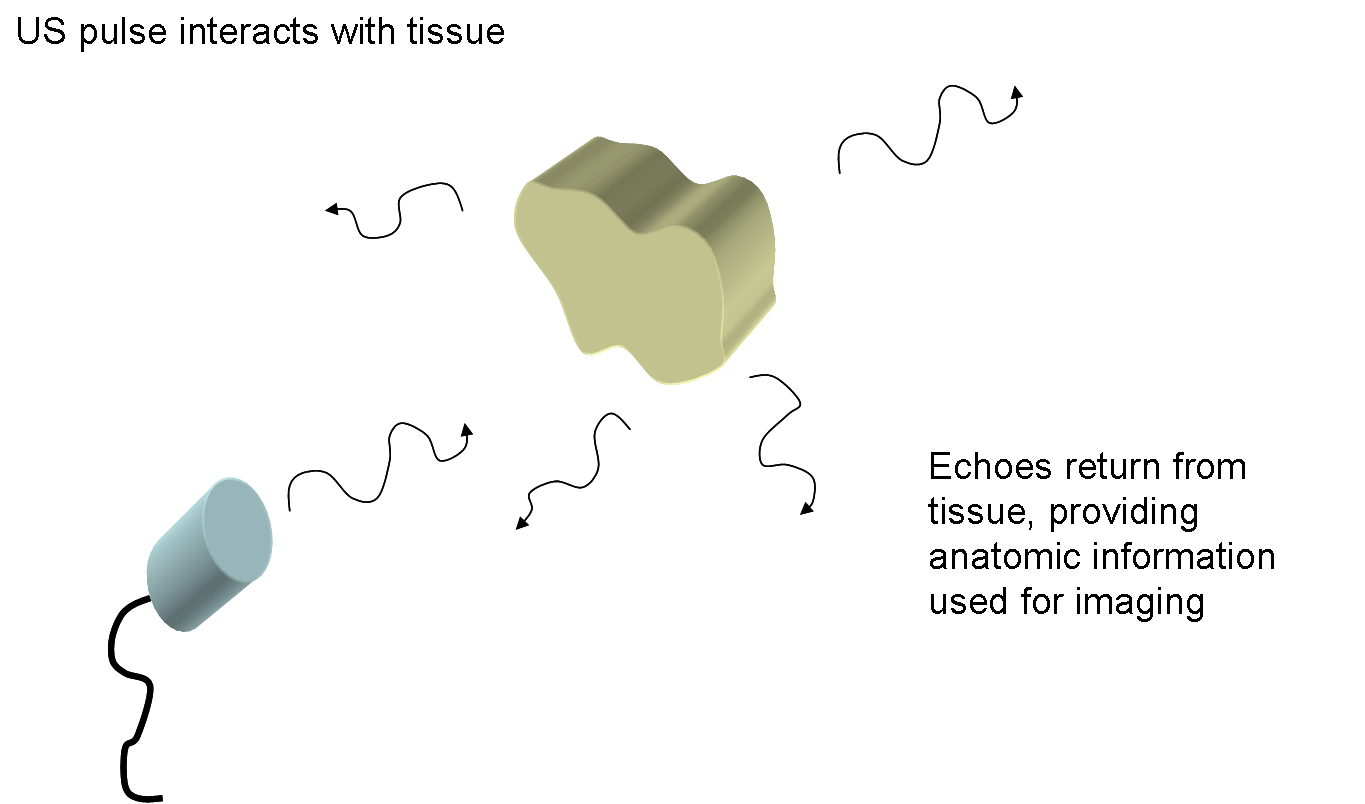 US pulse interacts with tissue
Echoes return from
tissue, providing
anatomic information
used for imaging